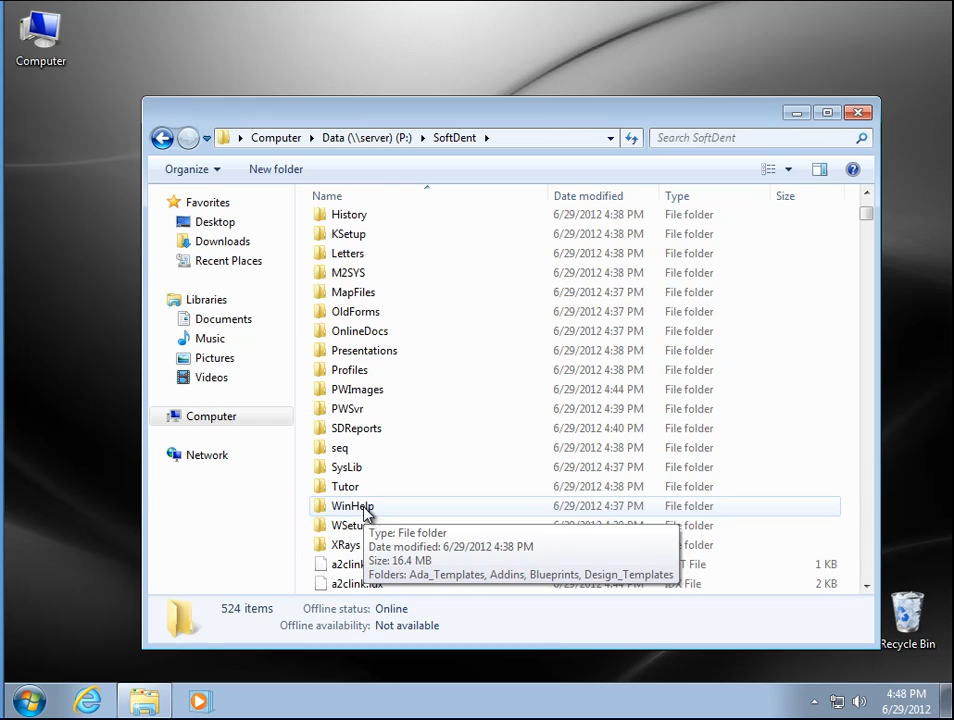 Computer
Computer Data (\\server) (P:) SoftDent
Search SoftDent
Organize New folder
Name Date modified Type Size
Favorites
Desktop
Downloads
Recent Places
Libraries
Documents
Music
Pictures
Videos
Computer
Network
History 6/29/2012 4:38 PM File folder
KSetup 6/29/2012 4:38 PM File folder
Letters 6/29/2012 4:38 PM File folder
M2SYS 6/29/2012 4:38 PM File folder
MapFiles 6/29/2012 4:37 PM File folder
OldForms 6/29/2012 4:37 PM File folder
OnlineDocs 6/29/2012 4:37 PM File folder
Presentations 6/29/2012 4:38 PM File folder
Profiles 6/29/2012 4:37 PM File folder
PWImages 6/29/2012 4:44 PM File folder
PWSvr 6/29/2012 4:39 PM File folder
SDReports 6/29/2012 4:40 PM File folder
seq 6/29/2012 4:38 PM File folder
SysLib 6/29/2012 4:37 PM File folder
Tutor 6/29/2012 4:38 PM File folder
WinHelp 6/29/2012 4:37 PM File folder
File folder
XRays File folder
1 KB
2 KB
Type: File folder
Date modified: 6/29/2012 4:38 PM
Size: 16.4 MB
Folders: Ada_Templates, Addins, Blueprints, Design_Templates
524 items Offline status: Online
Offline availability: Not available
Recycle Bin
4:48 PM
6/29/2012